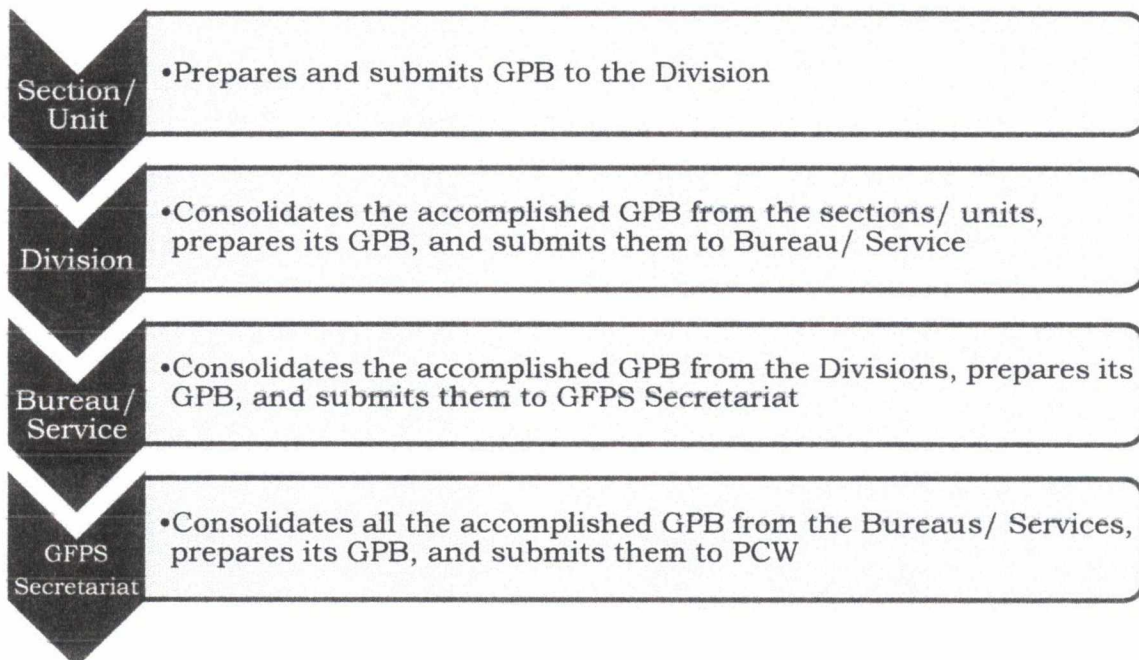 Section/
Unit
•Prepares and submits GPB to the Division
Division
•Consolidates the accomplished GPB from the sections/ units,
prepares its GPB, and submits them to Bureau/ Service
Bureau/
Service
•Consolidates the accomplished GPB from the Divisions, prepares its
GPB, and submits them to GFPS Secretariat
GFPS
Secretariat
•Consolidates all the accomplished GPB from the Bureaus/ Services,
prepares its GPB, and submits them to PCW